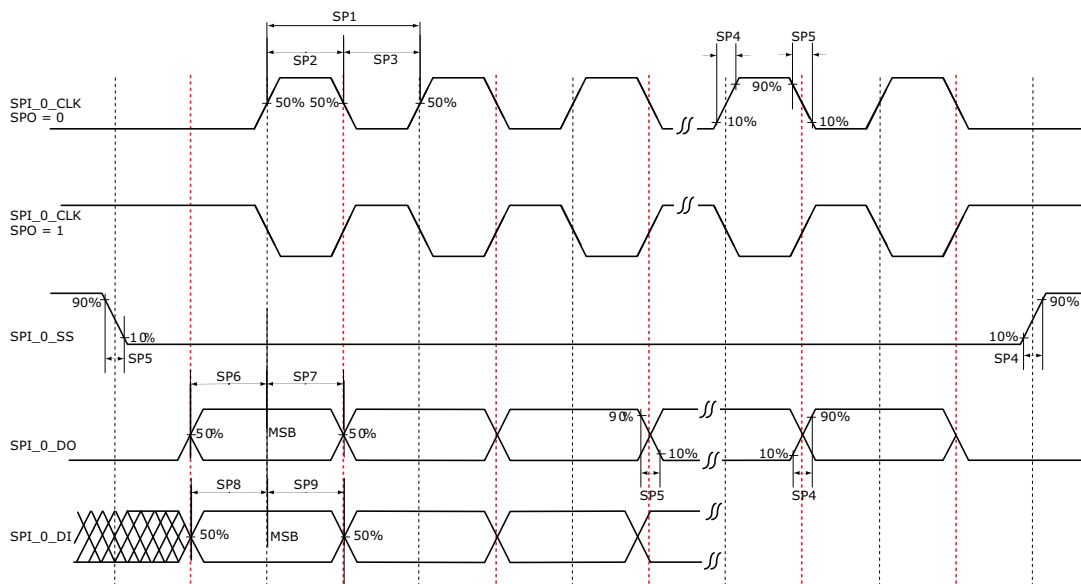 SP1
SP2
SP3
SP4
SP5
SPI_0_CLK
SPO = 0
50%
50%
50%
90%
10%
10%
SPI_0_CLK
SPO = 1
90%
90%
SPI_0_SS
10%
10%
SP5
SP4
SP6
SP7
SPI_0_DO
50%
MSB
50%
90%
10%
90%
10%
SP5
SP4
SP8
SP9
SPI_0_DI
50%
MSB
50%